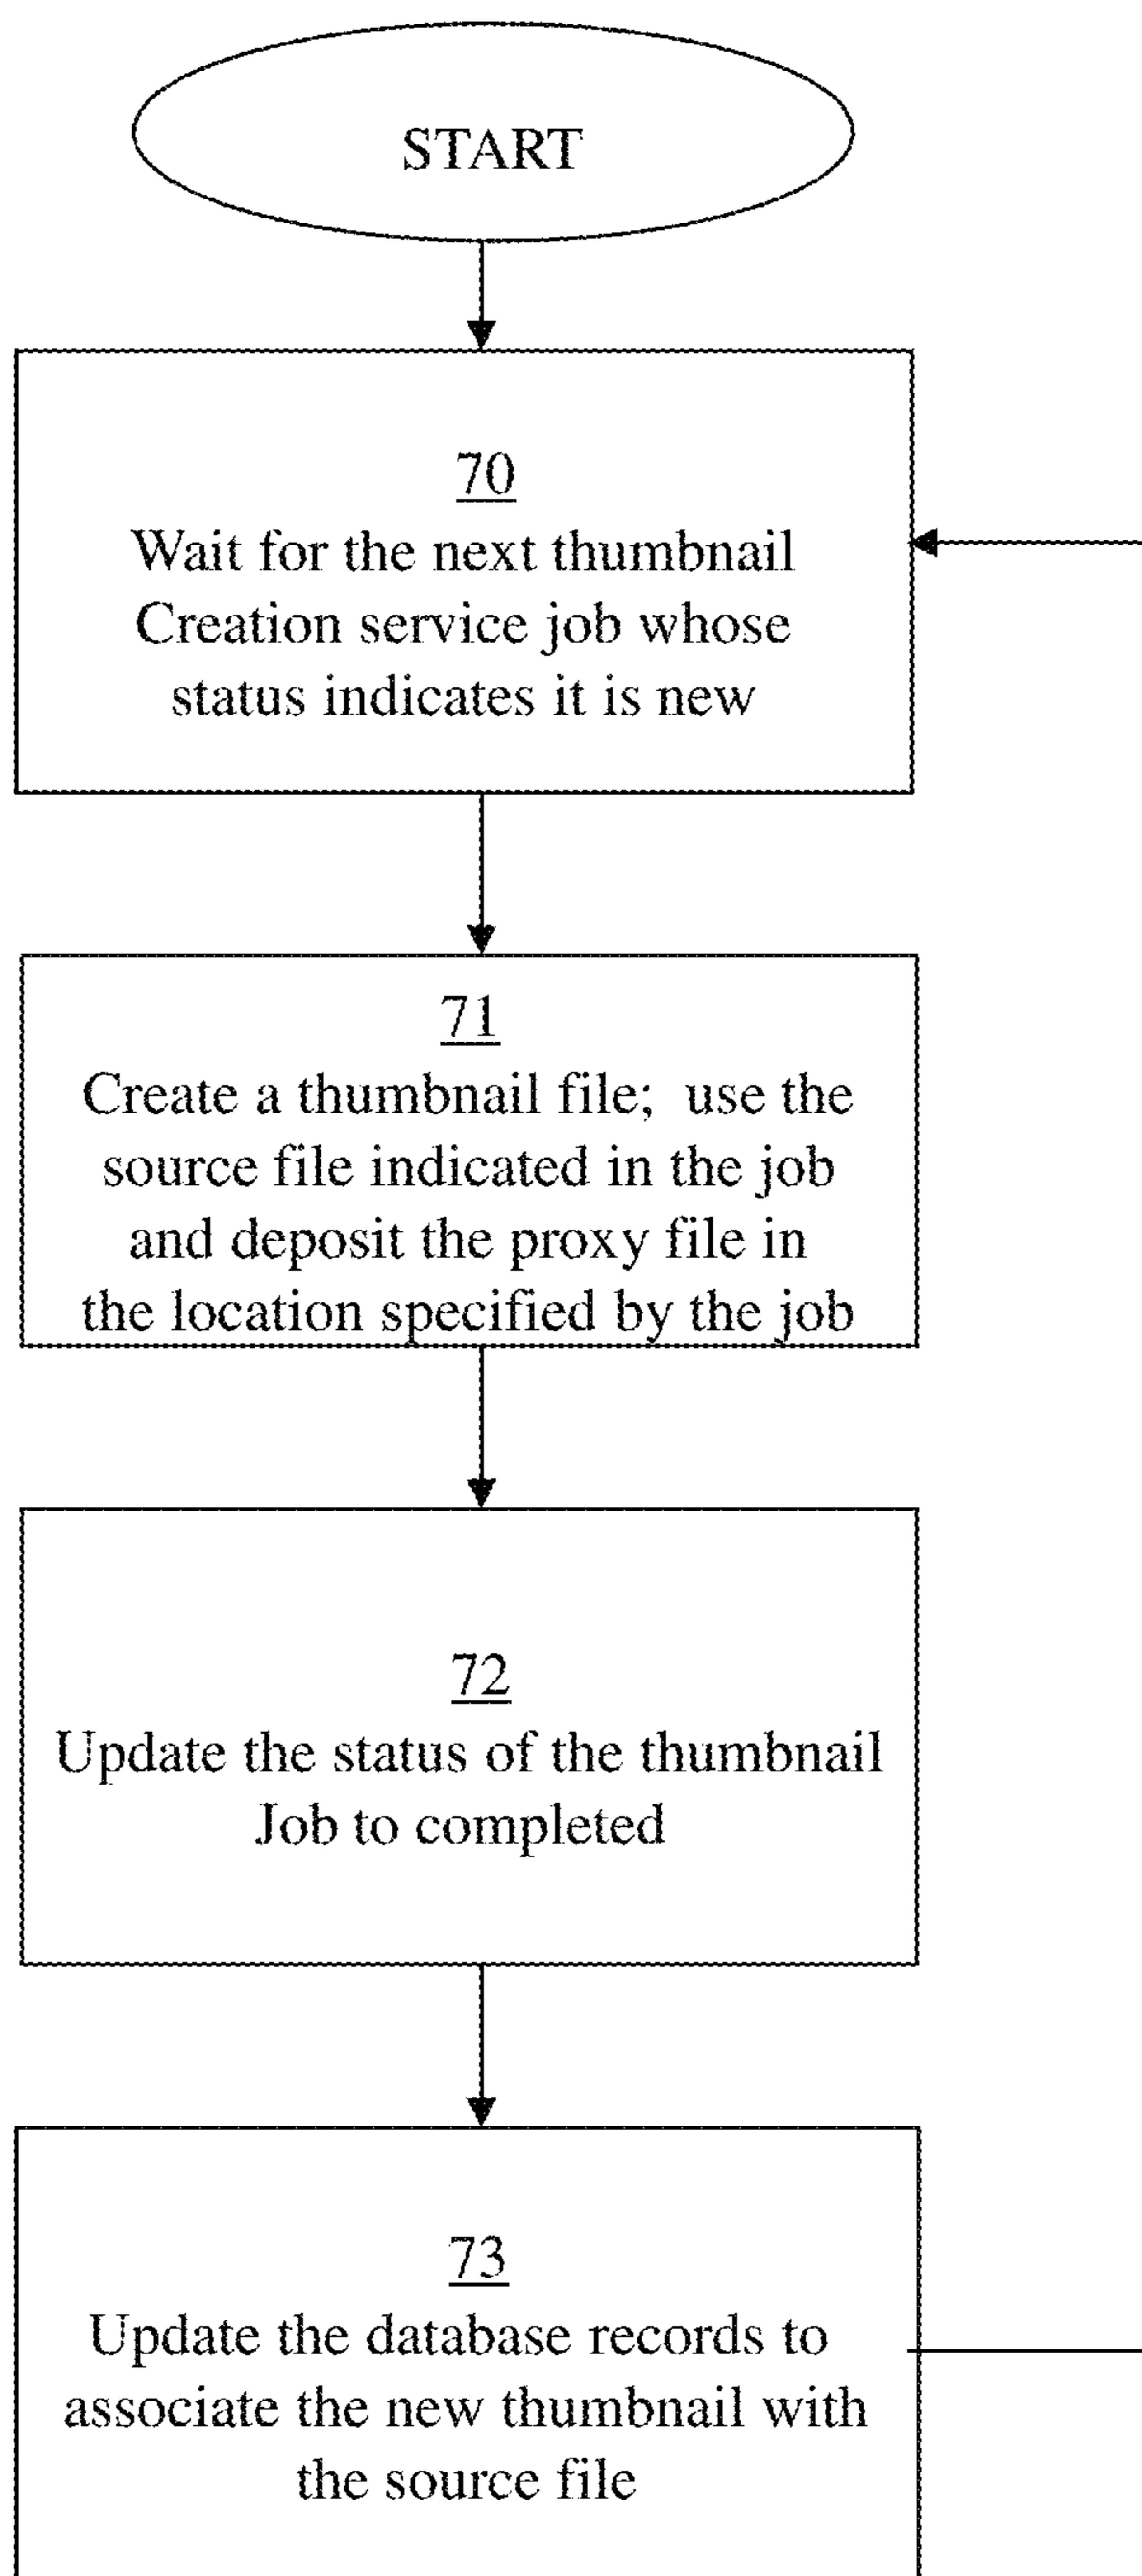 START
70
Wait for the next thumbnail
Creation service job whose
status indicates it is new
71
Create a thumbnail file;  use the
source file indicated in the job
and deposit the proxy file in
the location specified by the job
72
Update the status of the thumbnail
Job to completed
73
Update the database records to
associate the new thumbnail with
the source file